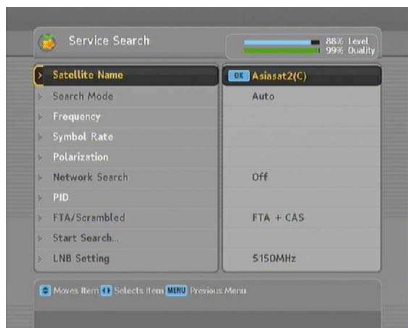 Service Search
88% Level
99% Quality
Satellite Name OK Asiasat2(C)
Search Mode Auto
Frequency
Symbol Rate
Polarization
Network Search Off
PID
FTA/Scrambled FTA + CAS
Start Search...
LNB Setting 5150MHz
Moves Item Selects Item MENU Previous Menu